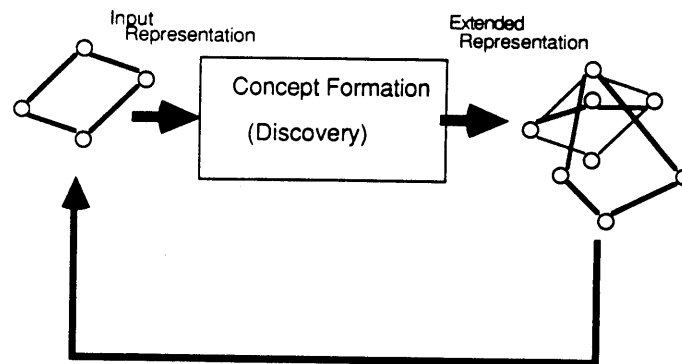 Input
Representation
Concept Formation
(Discovery)
Extended
Representation